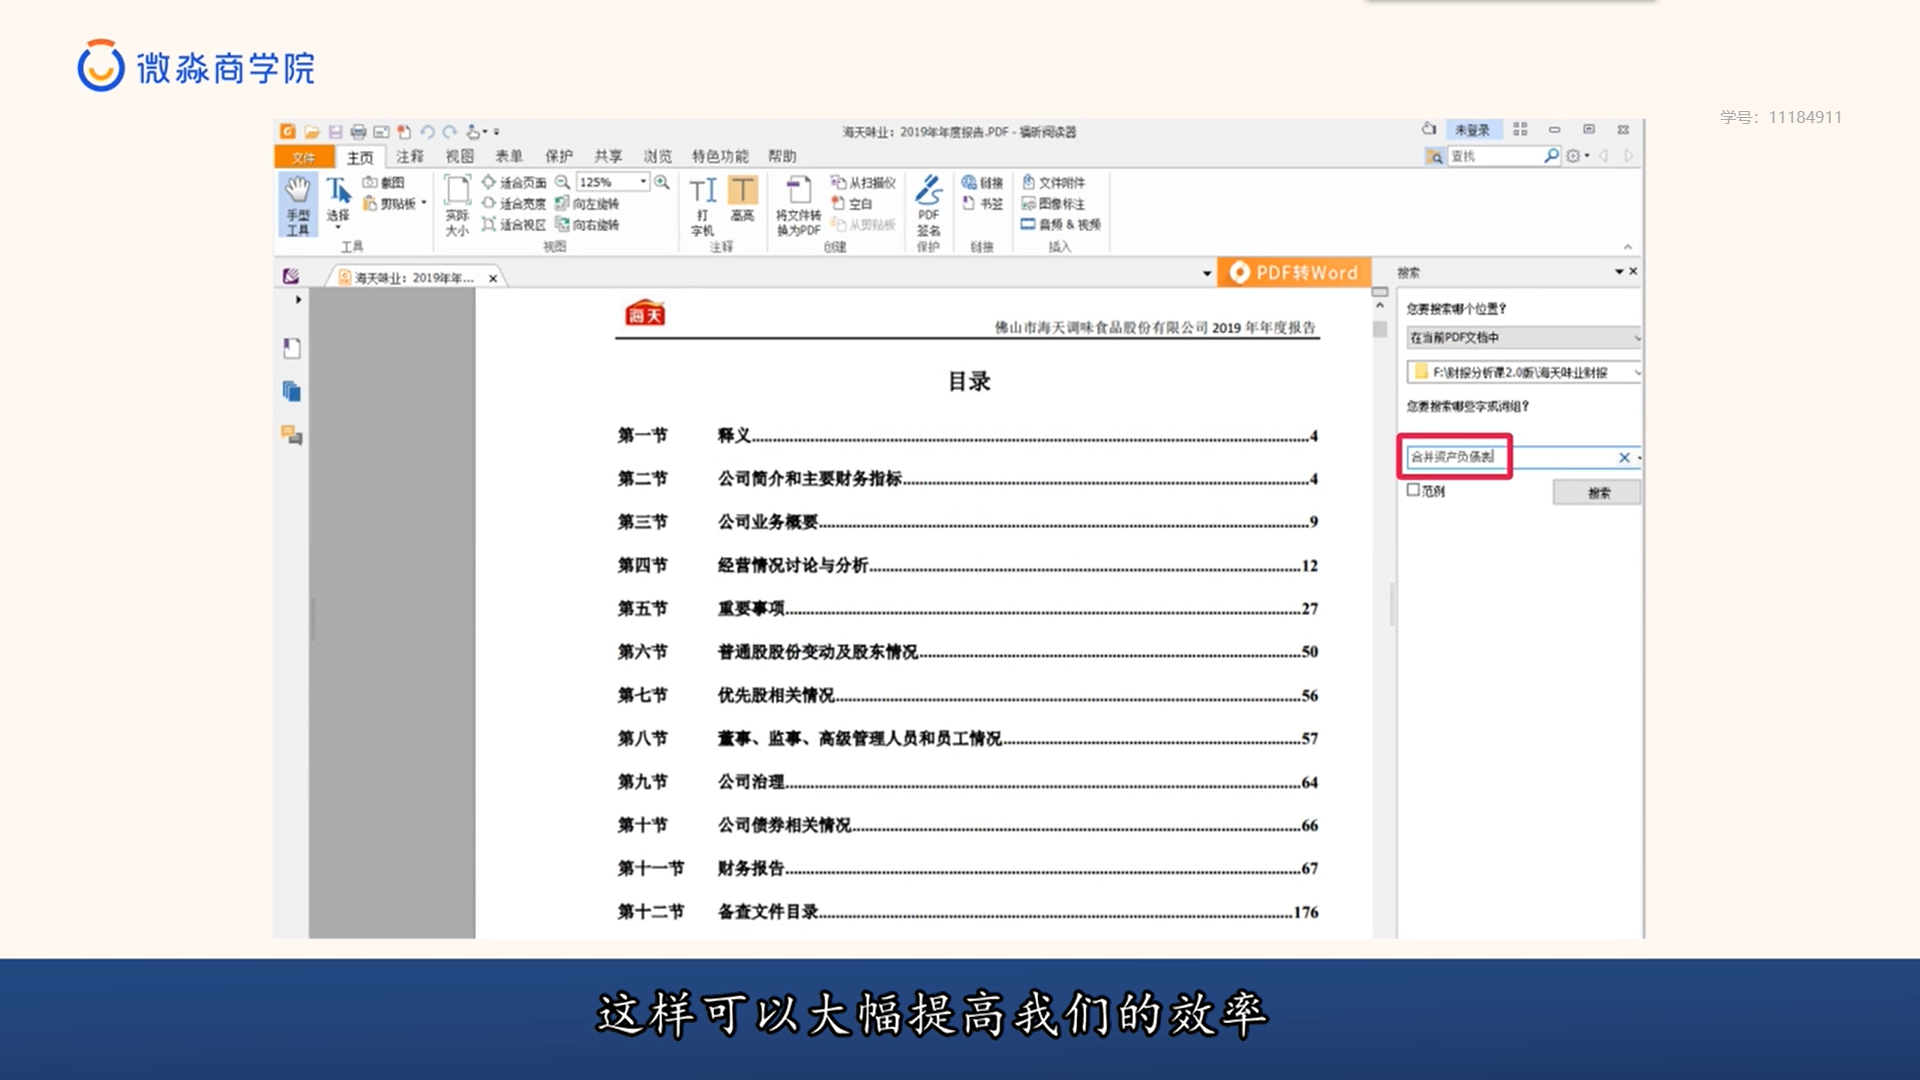 微淼商学院
学号：11184911
海天味业：2019年年度报告.PDF - 福昕阅读器
未登录
文件 主页 注释 视图 表单 保护 共享 浏览 特色功能 帮助
查找
手型工具
选择
截图
剪贴板
工具
实际大小
适合页面
适合宽度
适合视区
125%
向左旋转
向右旋转
视图
打字机
高亮
注释
将文件转换为PDF
从扫描仪
空白
从剪贴板
创建
PDF签名
保护
链接
书签
链接
文件附件
图像标注
音频 & 视频
插入
海天味业：2019年年...
PDF转Word
海天
佛山市海天调味食品股份有限公司 2019 年年度报告
目录
第一节 释义 4
第二节 公司简介和主要财务指标 4
第三节 公司业务概要 9
第四节 经营情况讨论与分析 12
第五节 重要事项 27
第六节 普通股股份变动及股东情况 50
第七节 优先股相关情况 56
第八节 董事、监事、高级管理人员和员工情况 57
第九节 公司治理 64
第十节 公司债券相关情况 66
第十一节 财务报告 67
第十二节 备查文件目录 176
搜索
您要搜索哪个位置?
在当前PDF文档中
F:\财报分析课2.0版\海天味业财报
您要搜索哪些字或词组?
合并资产负债表
范例
搜索
这样可以大幅提高我们的效率